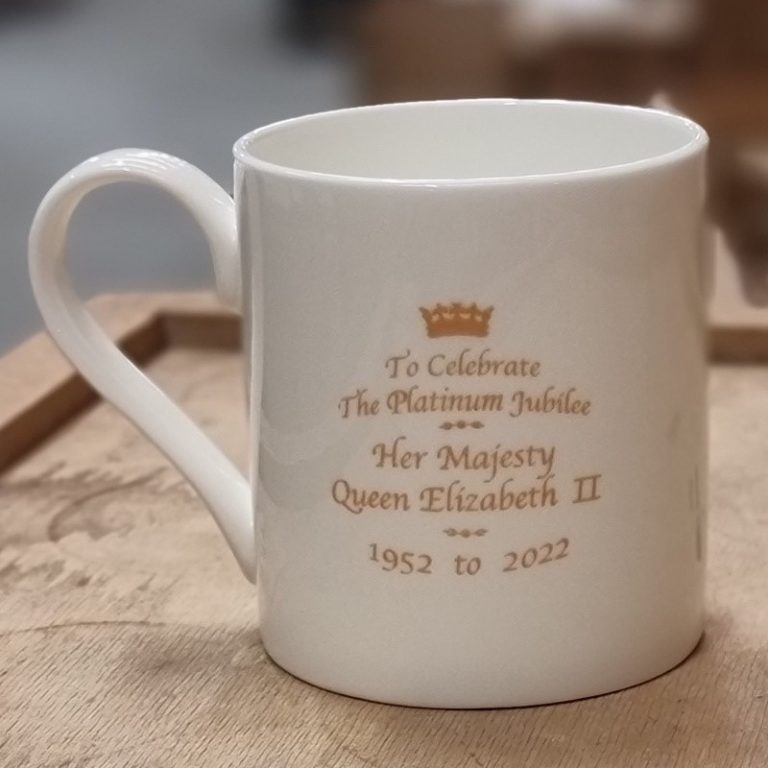 To Celebrate
The Platinum Jubilee
Her Majesty
Queen Elizabeth II
1952 to 2022